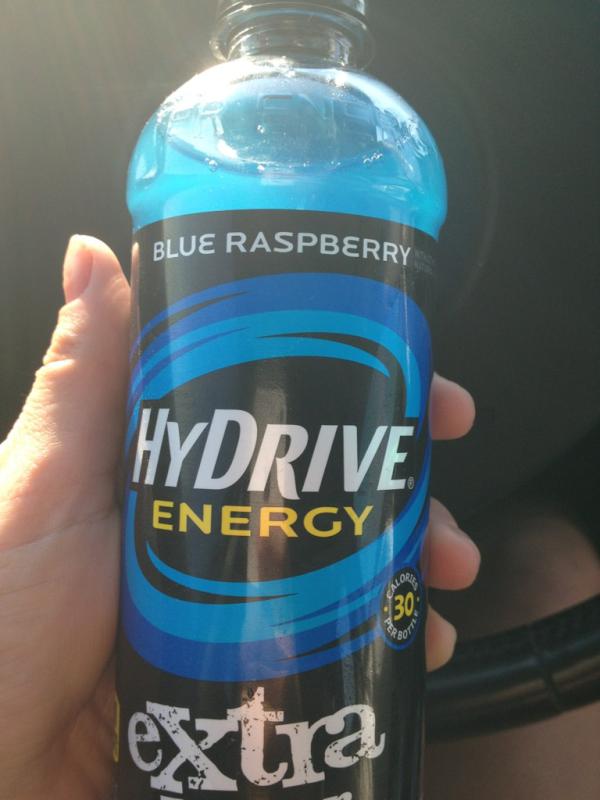 BLUE RASPBERRY
HYDRIVE®
ENERGY
CALORIES
30
PER BOTTLE
extra